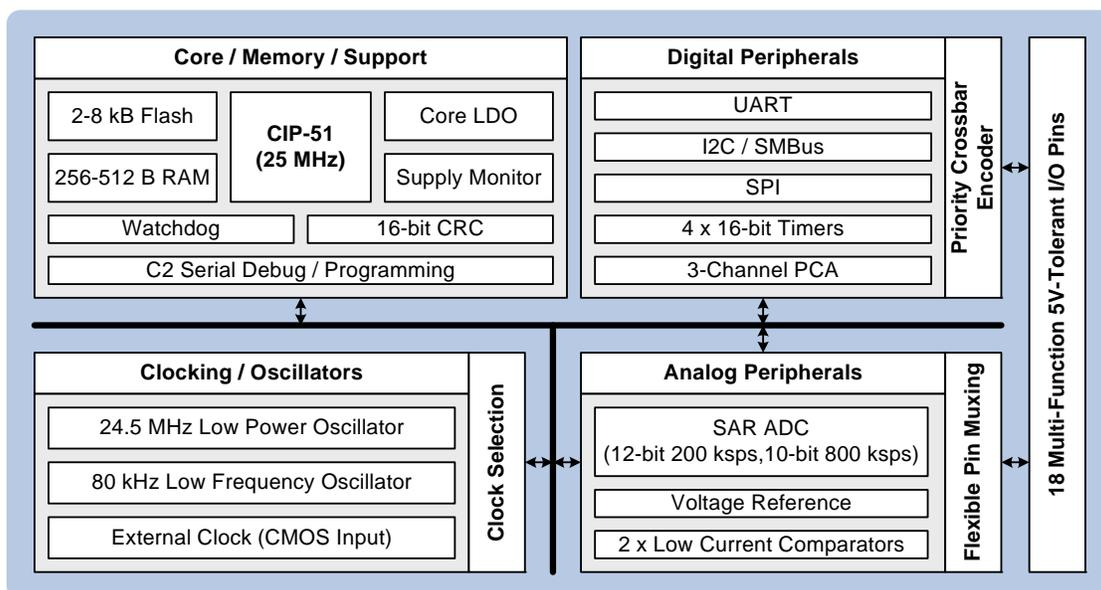 Core / Memory / Support
2-8 kB Flash
CIP-51
(25 MHz)
Core LDO
256-512 B RAM
Supply Monitor
Watchdog
16-bit CRC
C2 Serial Debug / Programming
Digital Peripherals
UART
I2C / SMBus
SPI
4 x 16-bit Timers
3-Channel PCA
Priority Crossbar
Encoder
18 Multi-Function 5V-Tolerant I/O Pins
Clocking / Oscillators
24.5 MHz Low Power Oscillator
80 kHz Low Frequency Oscillator
External Clock (CMOS Input)
Clock Selection
Analog Peripherals
SAR ADC
(12-bit 200 ksps,10-bit 800 ksps)
Voltage Reference
2 x Low Current Comparators
Flexible Pin Muxing